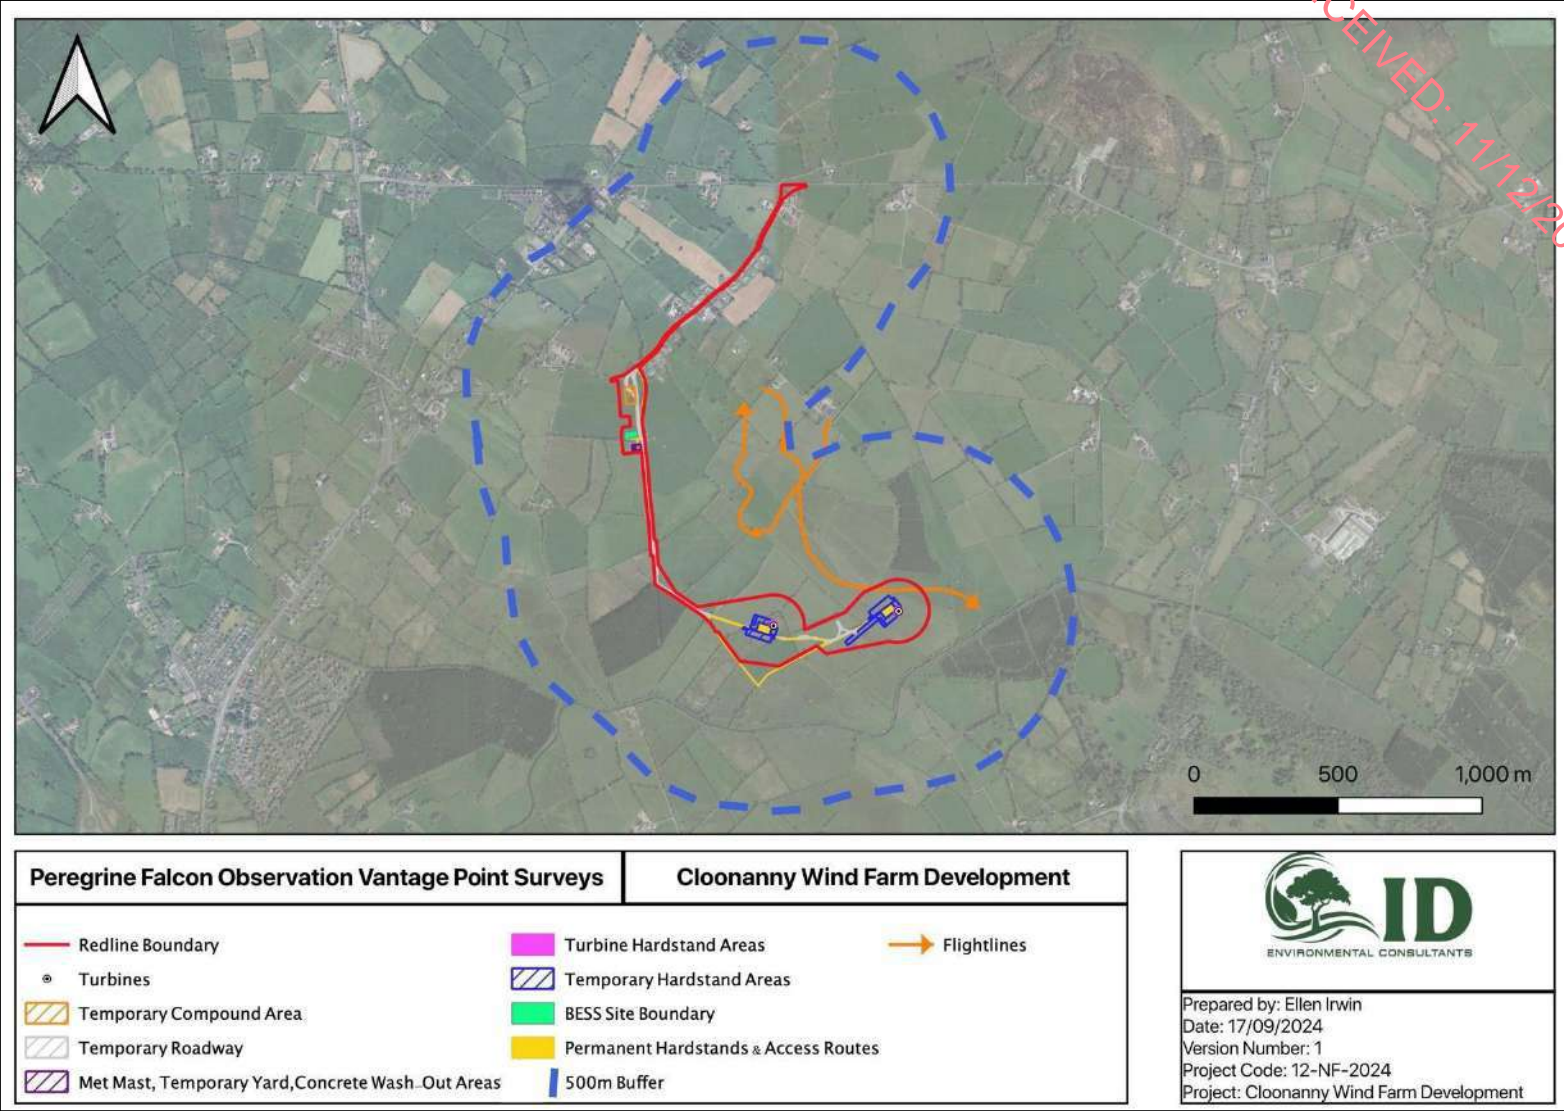 CEIVED: 11/12/20
0 500 1,000 m
Peregrine Falcon Observation Vantage Point Surveys
Cloonanny Wind Farm Development
Redline Boundary
Turbines
Temporary Compound Area
Temporary Roadway
Met Mast, Temporary Yard,Concrete Wash_Out Areas
Turbine Hardstand Areas
Temporary Hardstand Areas
BESS Site Boundary
Permanent Hardstands & Access Routes
500m Buffer
Flightlines
ID
ENVIRONMENTAL CONSULTANTS
Prepared by: Ellen Irwin
Date: 17/09/2024
Version Number: 1
Project Code: 12-NF-2024
Project: Cloonanny Wind Farm Development